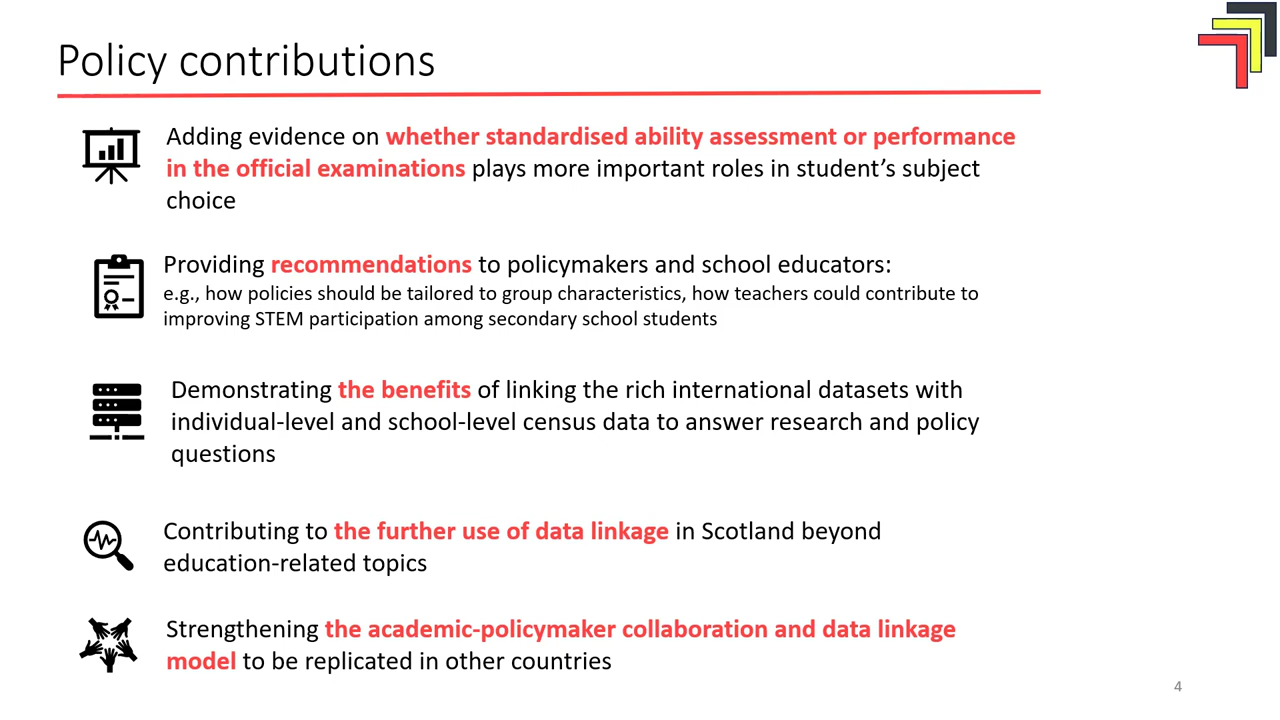 Policy contributions
Adding evidence on whether standardised ability assessment or performance
in the official examinations plays more important roles in student’s subject
choice
Providing recommendations to policymakers and school educators:
e.g., how policies should be tailored to group characteristics, how teachers could contribute to
improving STEM participation among secondary school students
Demonstrating the benefits of linking the rich international datasets with
individual-level and school-level census data to answer research and policy
questions
Contributing to the further use of data linkage in Scotland beyond
education-related topics
Strengthening the academic-policymaker collaboration and data linkage
model to be replicated in other countries
4